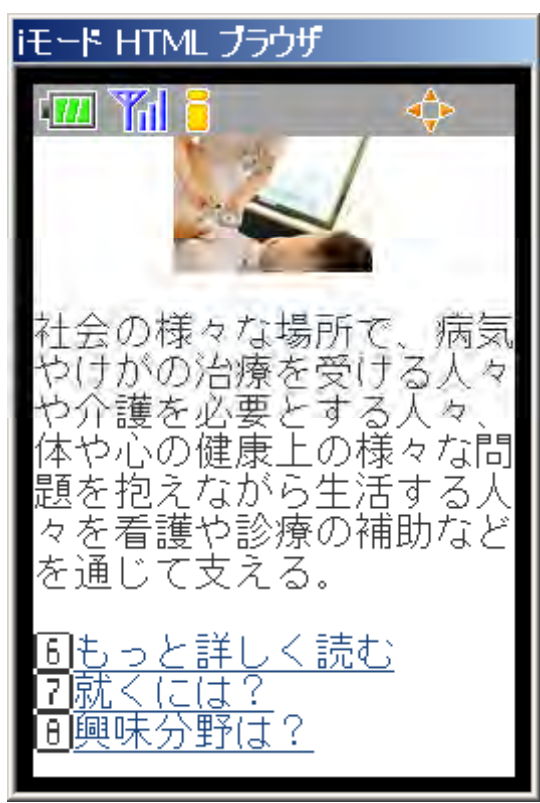 iモード HTML ブラウザ
社会の様々な場所で、病気
やけがの治療を受ける人々
や介護を必要とする人々、
体や心の健康上の様々な問
題を抱えながら生活する人
々を看護や診療の補助など
を通じて支える。
6もっと詳しく読む
7就くには?
8興味分野は?